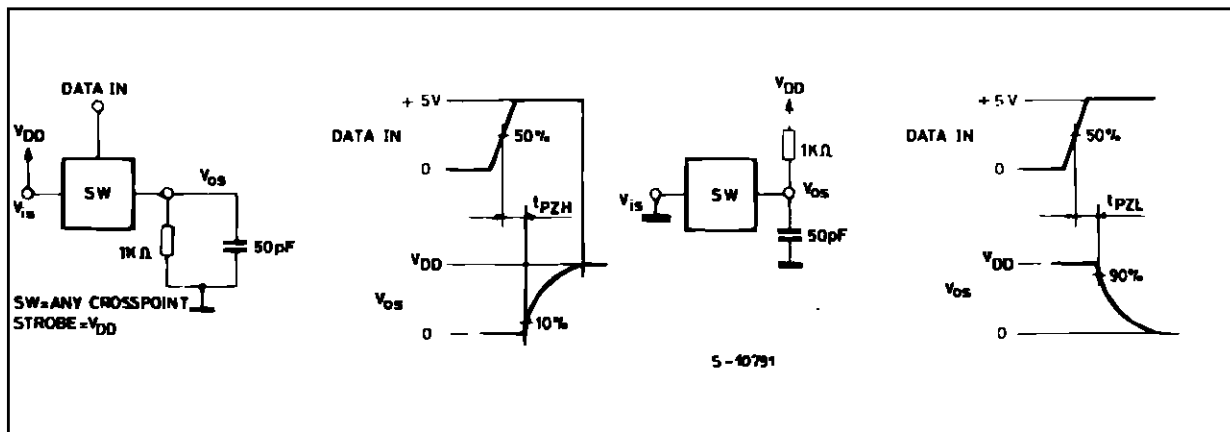 DATA IN
VDD
Vis
SW
Vos
1KΩ
50pF
SW=ANY CROSSPOINT
STROBE=VDD
+5V
DATA IN
50%
0
tPZH
VDD
Vos
10%
0
VDD
1KΩ
SW
Vos
Vis
50pF
S-10791
+5V
DATA IN
50%
0
tPZL
VDD
Vos
90%
0